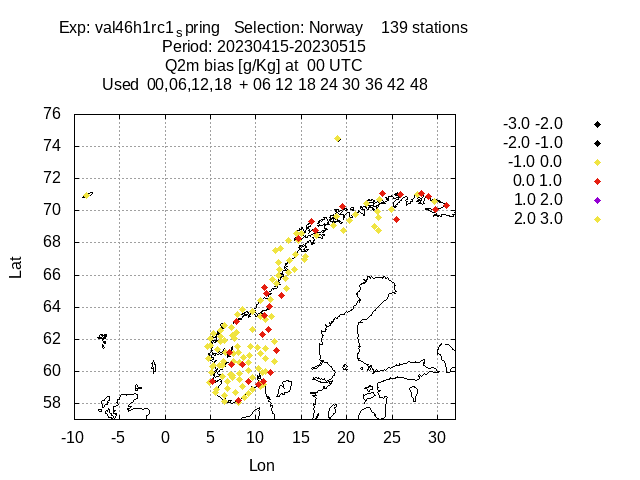 Exp: val46h1rc1spring Selection: Norway 139 stations
Period: 20230415-20230515
Q2m bias [g/Kg] at 00 UTC
Used 00,06,12,18 + 06 12 18 24 30 36 42 48
76
74
72
70
68
66
64
62
60
58
Lat
-10 -5 0 5 10 15 20 25 30
Lon
-3.0 -2.0
-2.0 -1.0
-1.0 0.0
0.0 1.0
1.0 2.0
2.0 3.0